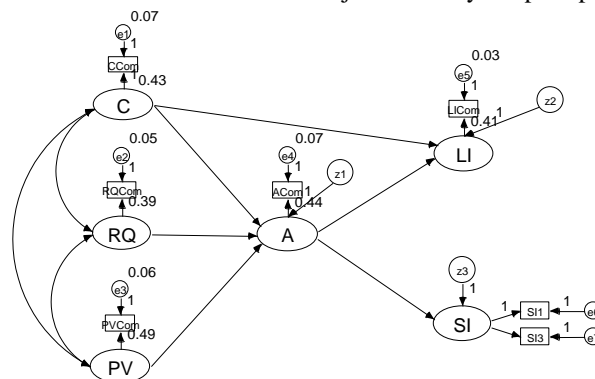 0.07
e1
1
CCom
1
0.43
C
0.05
e2
1
RQCom
0.39
RQ
0.06
e3
1
PVCom
0.49
PV
0.07
e4
1
ACom
1
0.44
A
z1
0.03
e5
1
LICom
1
0.41
LI
z2
z3
1
SI
1
SI1
1
SI3
1